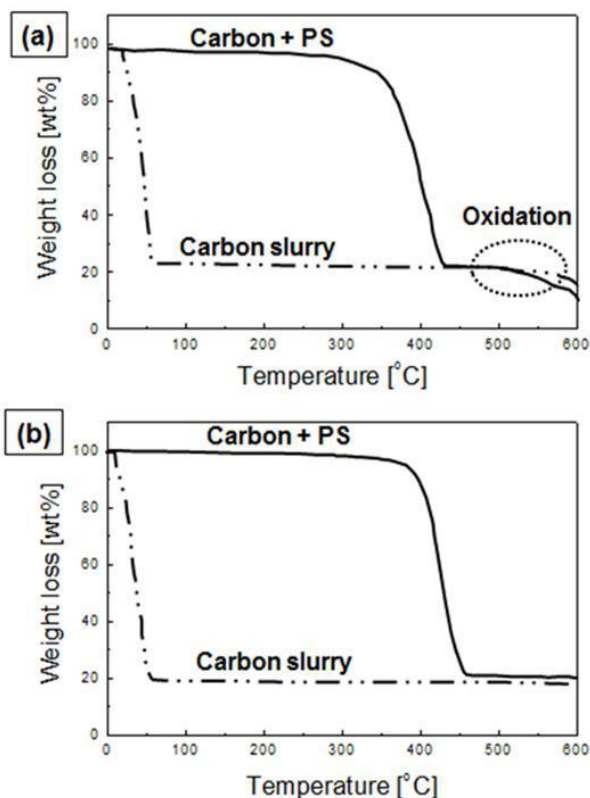 (a)
Carbon + PS
Oxidation
Carbon slurry
Weight loss [wt%]
100
80
60
40
20
0
0 100 200 300 400 500 600
Temperature [°C]
(b)
Carbon + PS
Carbon slurry
Weight loss [wt%]
100
80
60
40
20
0
0 100 200 300 400 500 600
Temperature [°C]